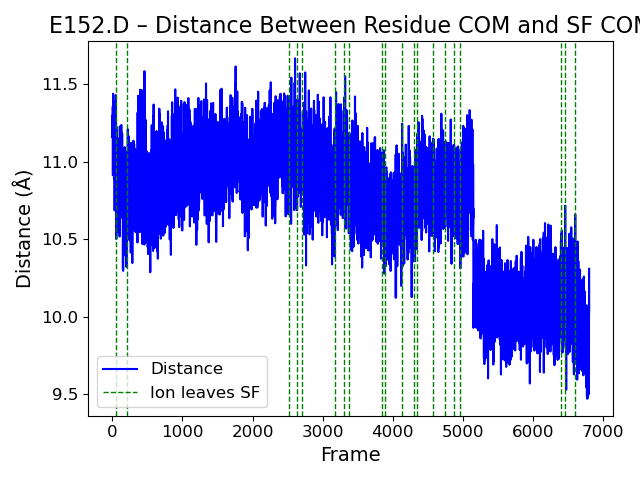 E152.D – Distance Between Residue COM and SF COM
Distance (Å)
11.5
11.0
10.5
10.0
9.5
Distance
Ion leaves SF
0 1000 2000 3000 4000 5000 6000 7000
Frame